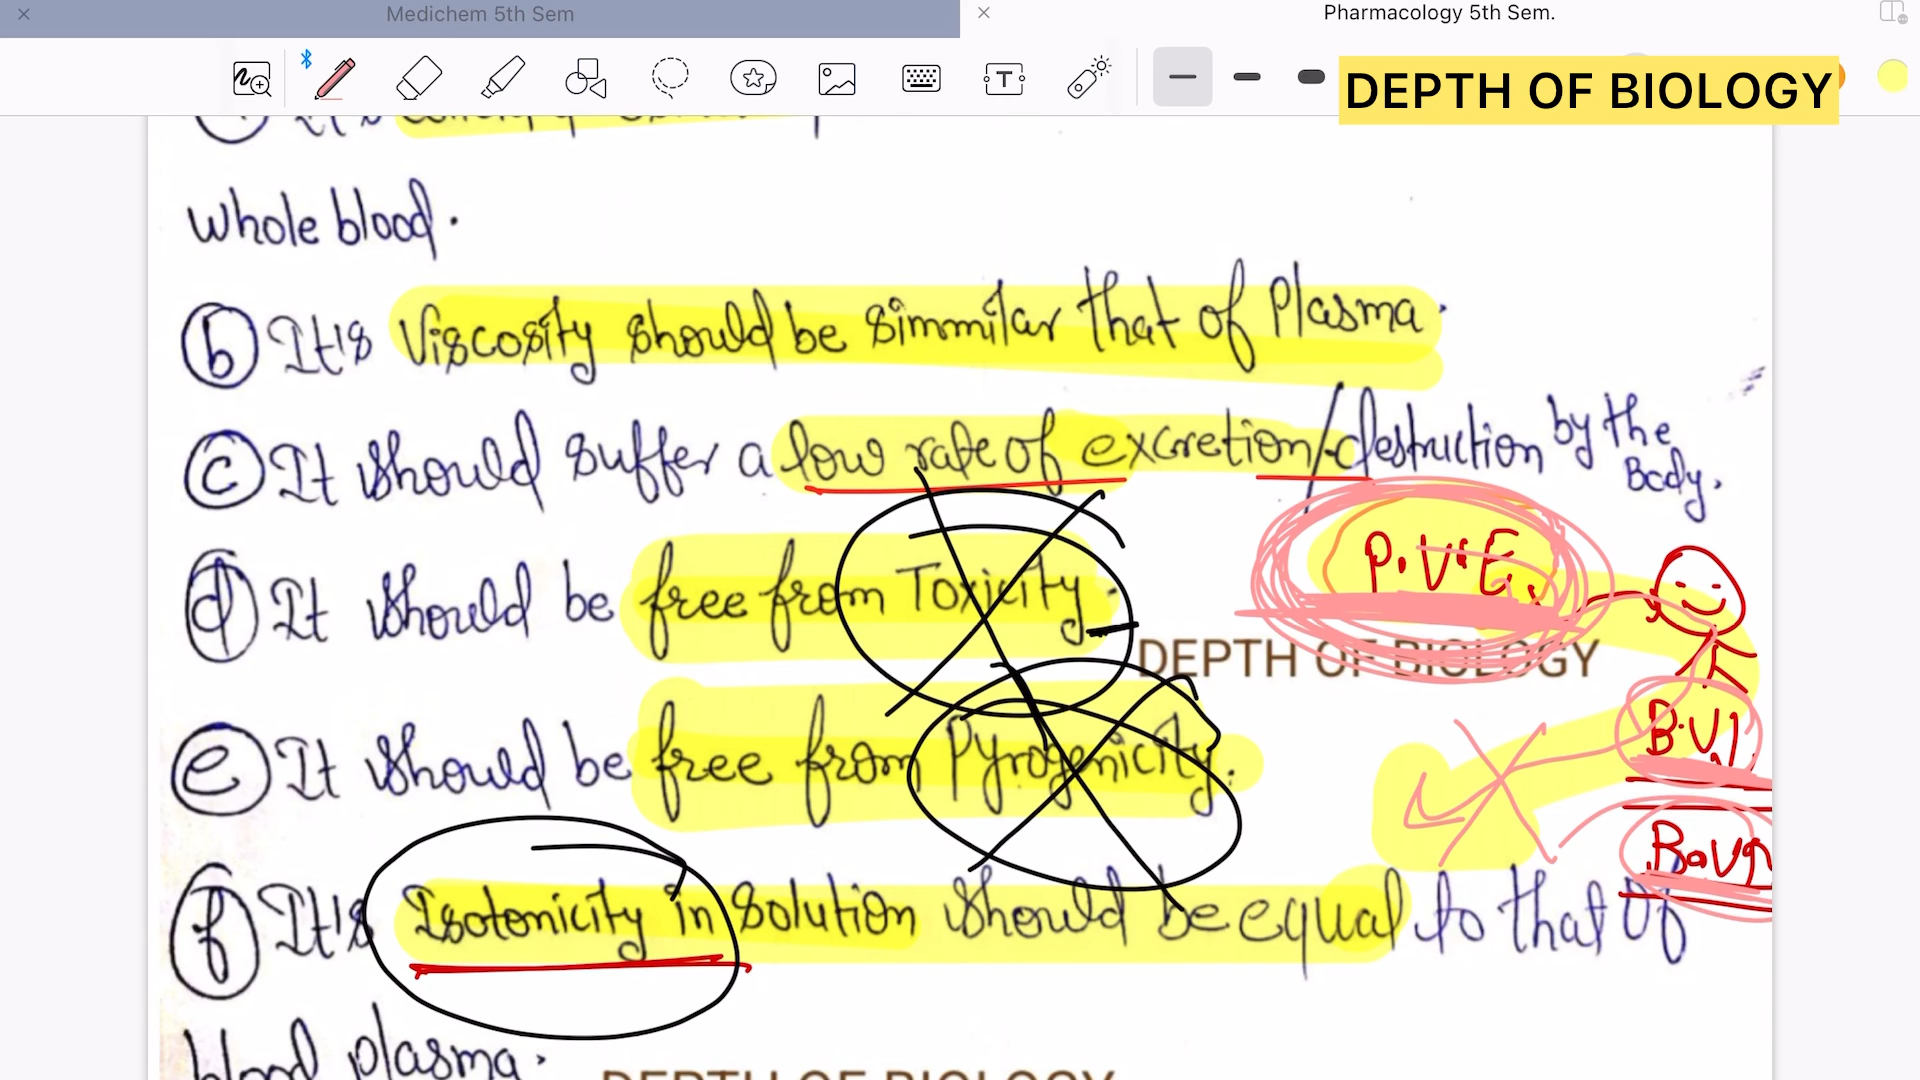 Medichem 5th Sem
Pharmacology 5th Sem.
DEPTH OF BIOLOGY
whole blood.
(b) It's Viscosity should be simmilar that of Plasma.
(c) It should suffer a low rate of excretion/destruction by the Body.
(d) It should be free from Toxicity.
P.V.E.
DEPTH OF BIOLOGY
(e) It should be free from Pyrogenicity.
B.V↓
B.V↑
(f) It's Isotonicity in Solution should be equal to that of
blood plasma.
DEPTH OF BIOLOGY